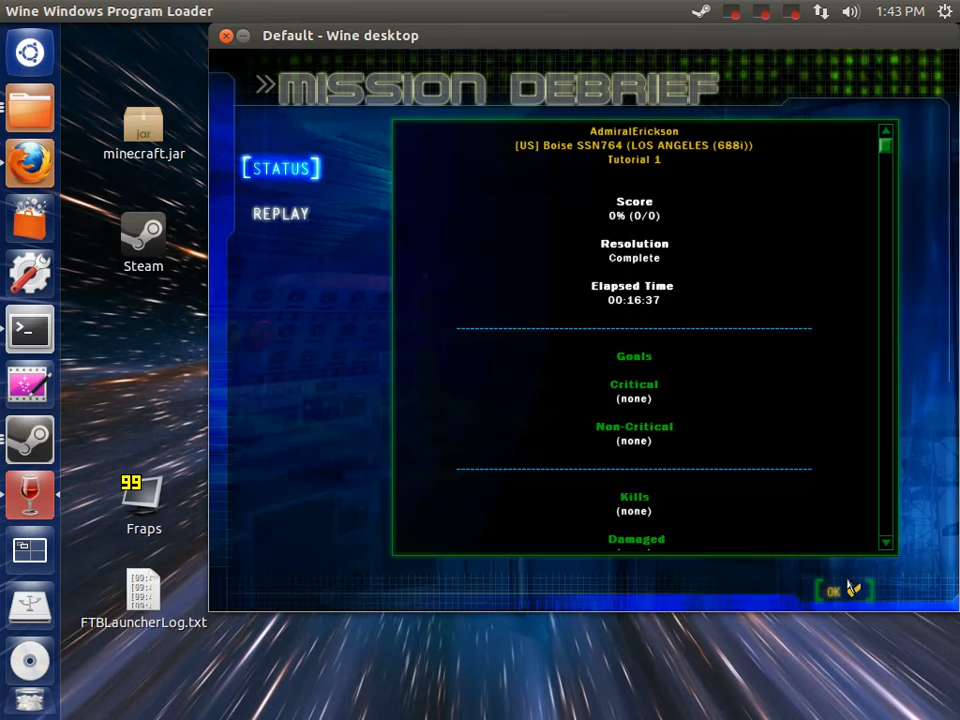 Wine Windows Program Loader
1:43 PM
Default - Wine desktop
>>MISSION DEBRIEF
[STATUS]
REPLAY
AdmiralErickson
[US] Boise SSN764 (LOS ANGELES (688i))
Tutorial 1
Score
0% (0/0)
Resolution
Complete
Elapsed Time
00:16:37
Goals
Critical
(none)
Non-Critical
(none)
Kills
(none)
Damaged
[OK]
jar
minecraft.jar
Steam
99
Fraps
FTBLauncherLog.txt